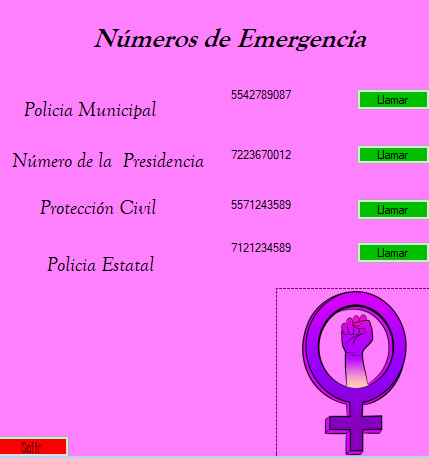 Números de Emergencia
Policia Municipal 5542789087 Llamar
Número de la Presidencia 7223670012 Llamar
Protección Civil 5571243589 Llamar
Policia Estatal 7121234589 Llamar
Salir